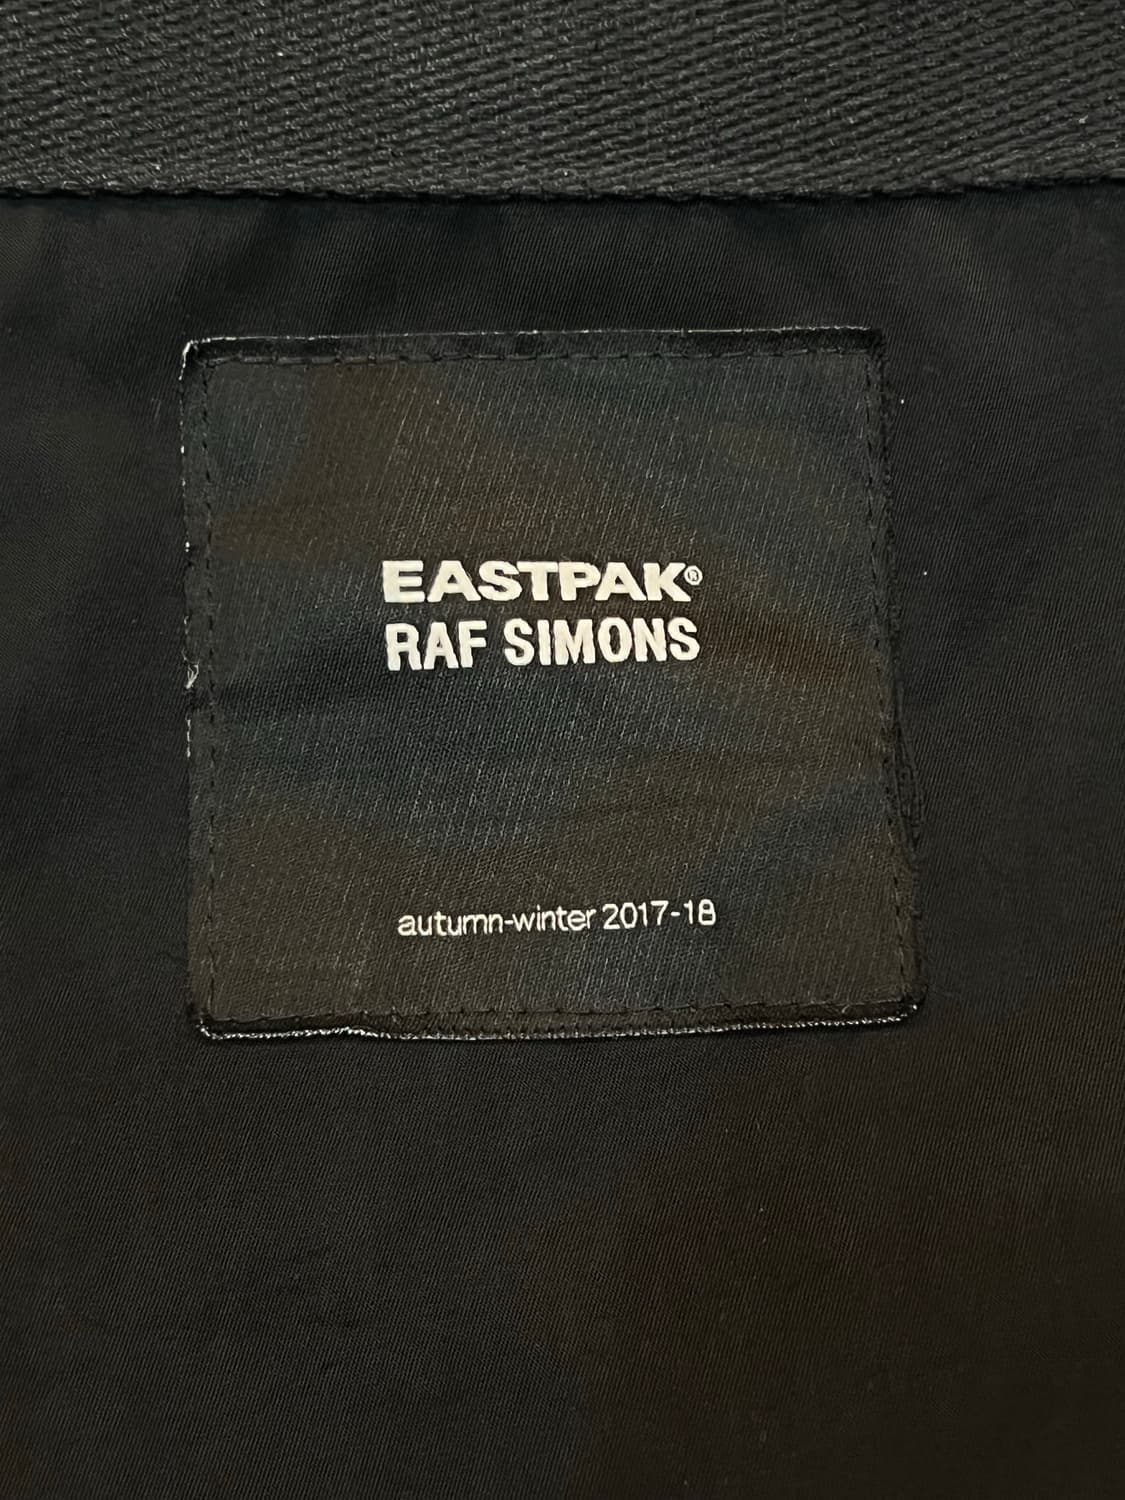 EASTPAK®
RAF SIMONS
autumn-winter 2017-18